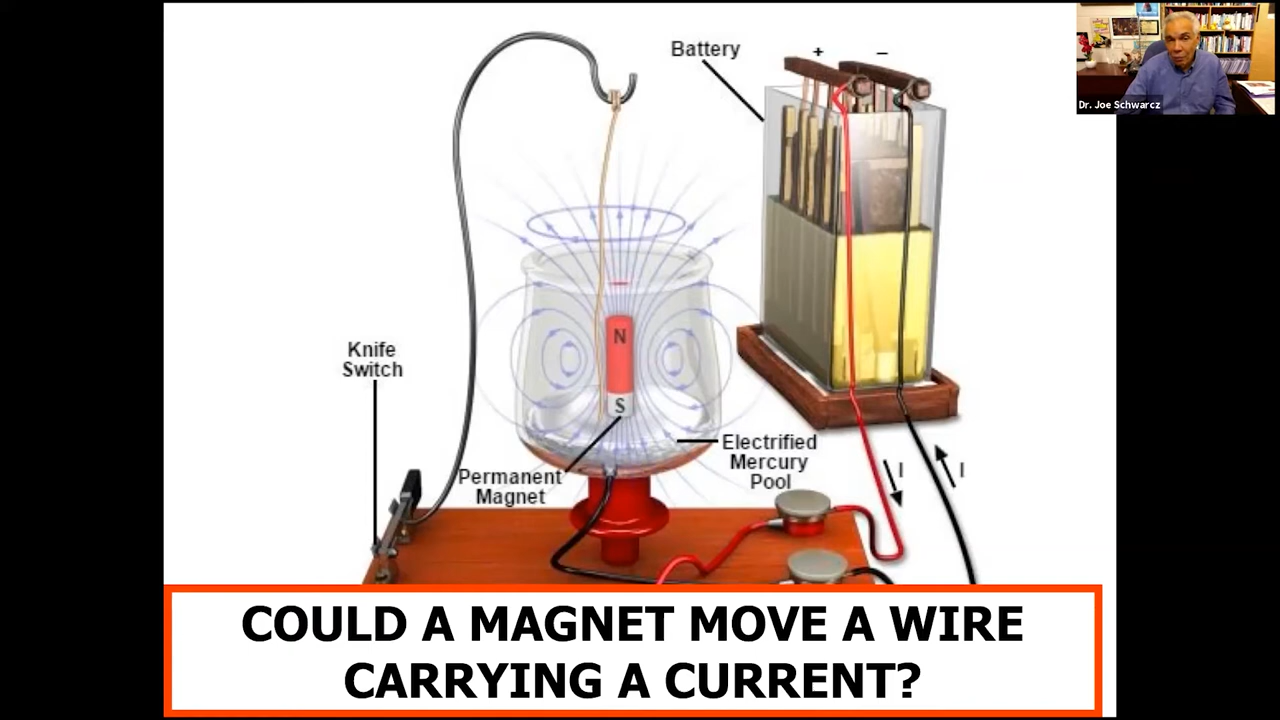 Battery
+
–
Dr. Joe Schwarcz
N
S
Knife
Switch
Permanent
Magnet
Electrified
Mercury
Pool
I
I
COULD A MAGNET MOVE A WIRE
CARRYING A CURRENT?